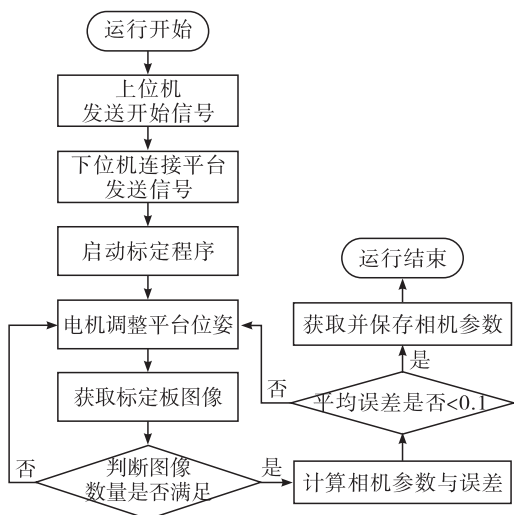 运行开始
上位机
发送开始信号
下位机连接平台
发送信号
启动标定程序
电机调整平台位姿
获取标定板图像
判断图像
数量是否满足
否
是
计算相机参数与误差
平均误差是否<0.1
否
是
获取并保存相机参数
运行结束